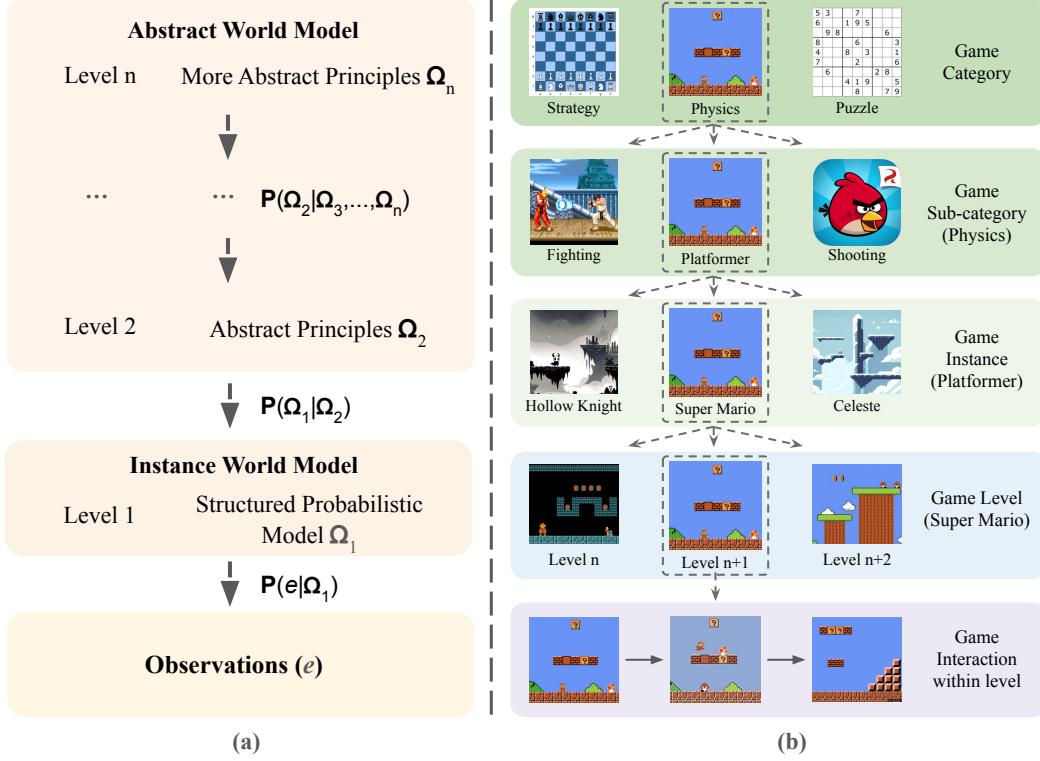 Abstract World Model
Level n
More Abstract Principles Ωn
... ... P(Ω2|Ω3,...,Ωn)
Level 2
Abstract Principles Ω2
P(Ω1|Ω2)
Instance World Model
Level 1
Structured Probabilistic
Model Ω1
P(e|Ω1)
Observations (e)
(a)
Strategy
Physics
Puzzle
Game
Category
Fighting
Platformer
Shooting
Game
Sub-category
(Physics)
Hollow Knight
Super Mario
Celeste
Game
Instance
(Platformer)
Level n
Level n+1
Level n+2
Game Level
(Super Mario)
Game
Interaction
within level
(b)